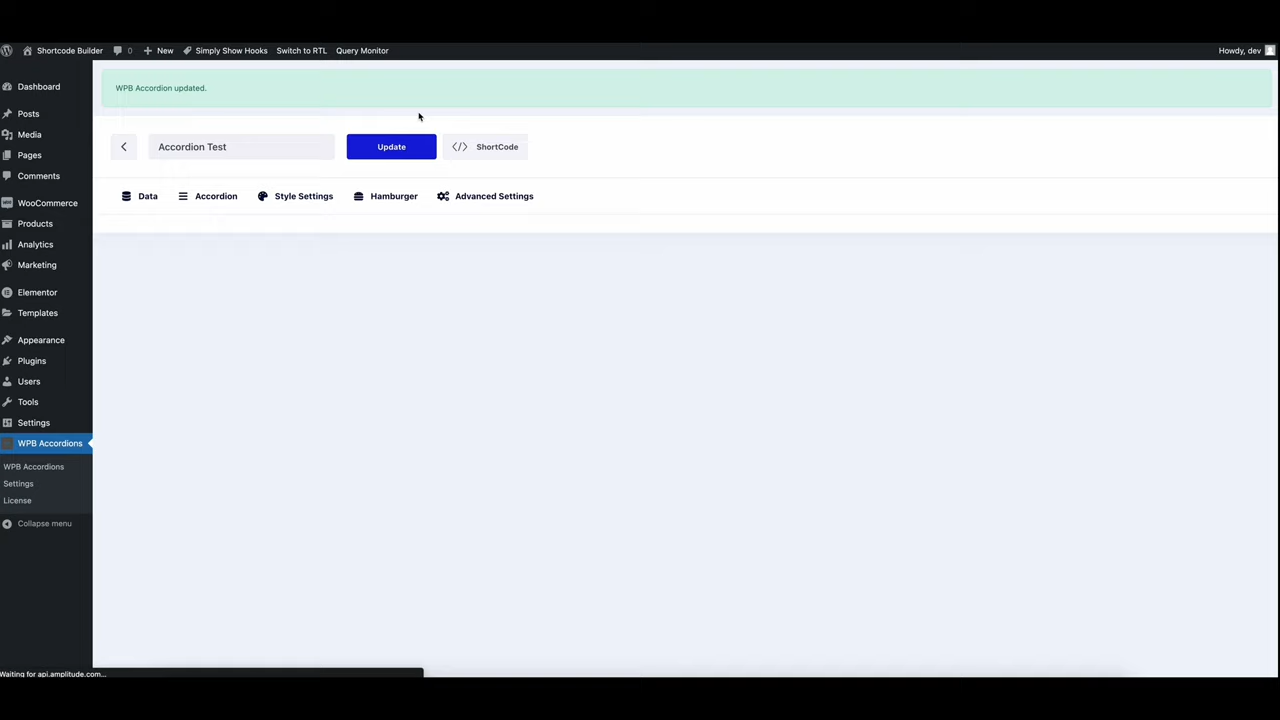 Shortcode Builder 0 New Simply Show Hooks Switch to RTL Query Monitor Howdy, dev
Dashboard
Posts
Media
Pages
Comments
WooCommerce
Products
Analytics
Marketing
Elementor
Templates
Appearance
Plugins
Users
Tools
Settings
WPB Accordions
WPB Accordions
Settings
License
Collapse menu
WPB Accordion updated.
Accordion Test Update ShortCode
Data Accordion Style Settings Hamburger Advanced Settings
Waiting for api.amplitude.com...